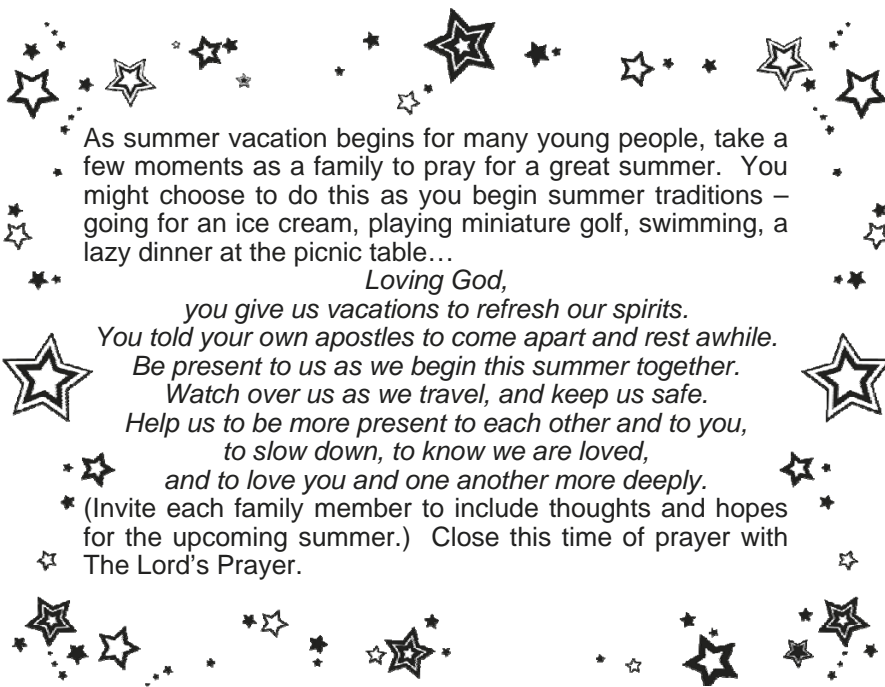 As summer vacation begins for many young people, take a
few moments as a family to pray for a great summer.  You
might choose to do this as you begin summer traditions –
going for an ice cream, playing miniature golf, swimming, a
lazy dinner at the picnic table…
Loving God,
you give us vacations to refresh our spirits.
You told your own apostles to come apart and rest awhile.
Be present to us as we begin this summer together.
Watch over us as we travel, and keep us safe.
Help us to be more present to each other and to you,
to slow down, to know we are loved,
and to love you and one another more deeply.
(Invite each family member to include thoughts and hopes
for the upcoming summer.)  Close this time of prayer with
The Lord's Prayer.